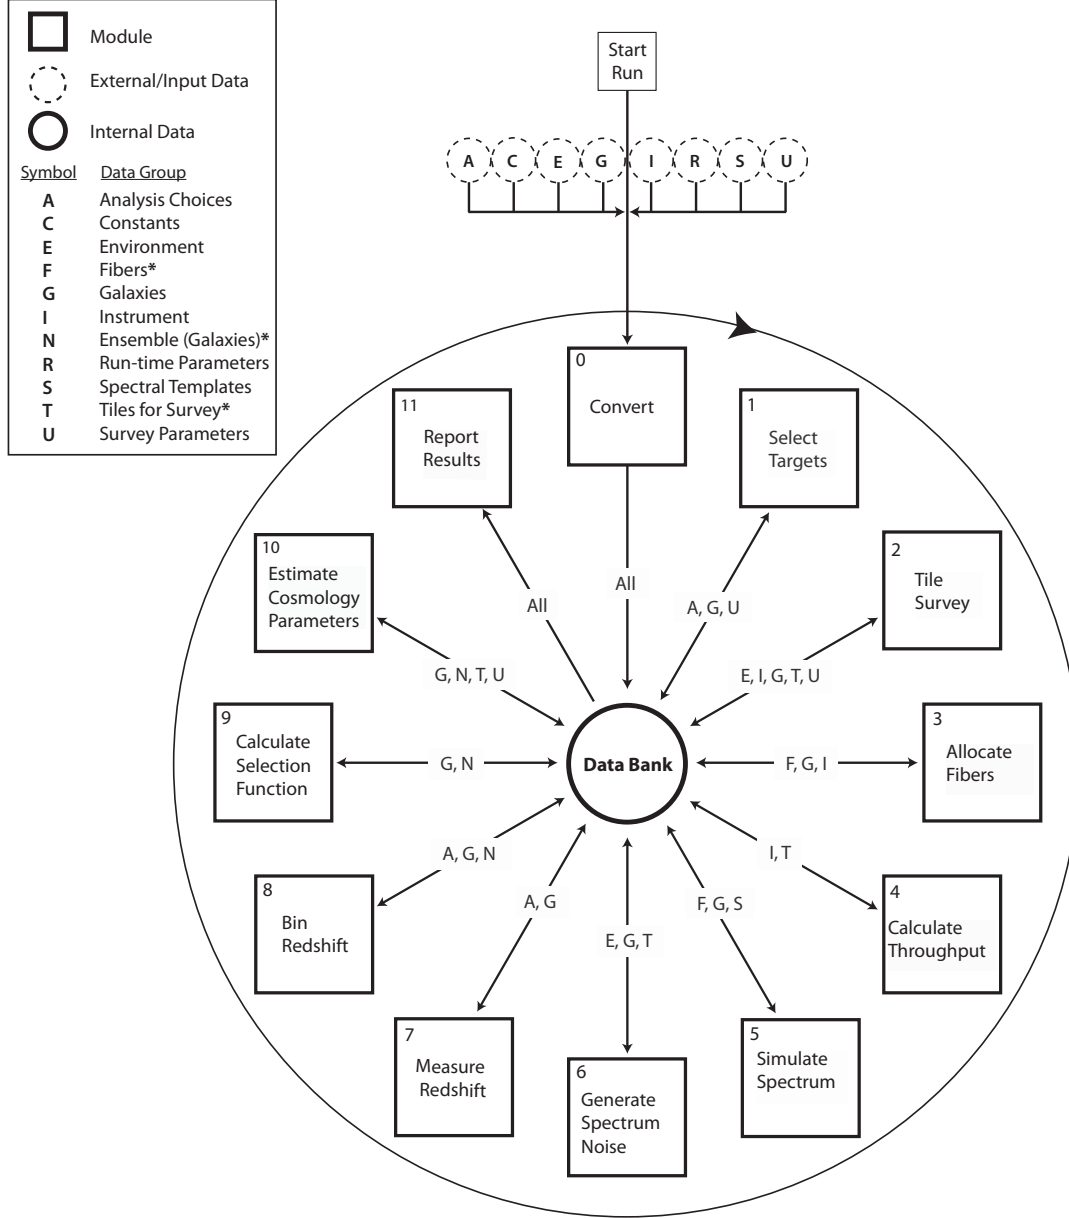 Module
External/Input Data
Internal Data
Symbol Data Group
A Analysis Choices
C Constants
E Environment
F Fibers*
G Galaxies
I Instrument
N Ensemble (Galaxies)*
R Run-time Parameters
S Spectral Templates
T Tiles for Survey*
U Survey Parameters
Start
Run
A C E G I R S U
0
Convert
1
Select
Targets
2
Tile
Survey
3
Allocate
Fibers
4
Calculate
Throughput
5
Simulate
Spectrum
6
Generate
Spectrum
Noise
7
Measure
Redshift
8
Bin
Redshift
9
Calculate
Selection
Function
10
Estimate
Cosmology
Parameters
11
Report
Results
All
A, G, U
E, I, G, T, U
F, G, I
I, T
F, G, S
E, G, T
A, G
A, G, N
G, N
G, N, T, U
All
Data Bank